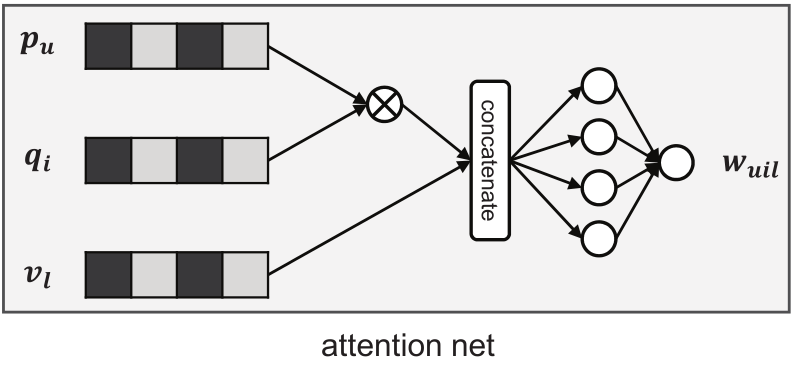 p_u
q_i
concatenate
w_uil
v_l
attention net